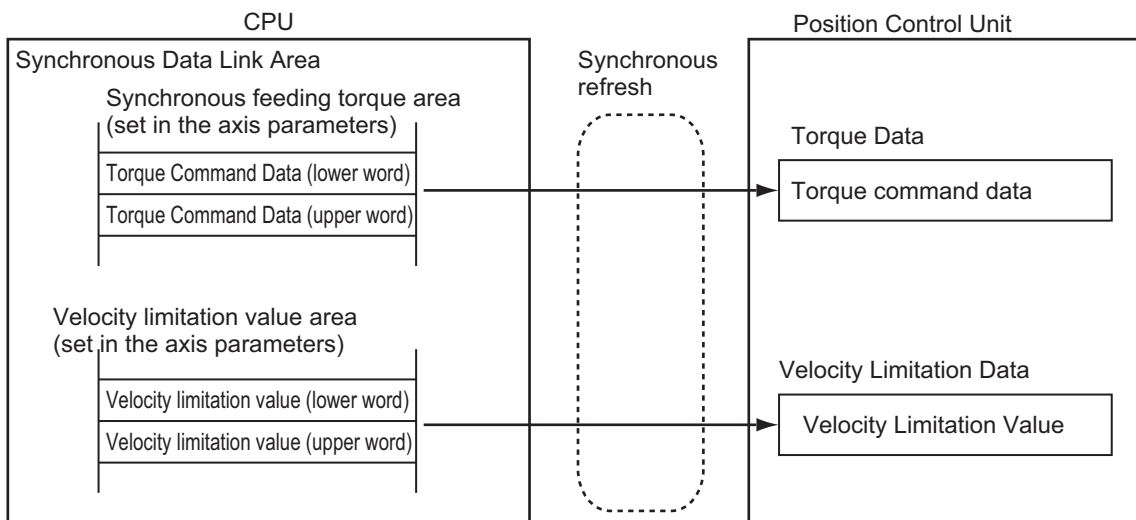 CPU
Position Control Unit
Synchronous Data Link Area
Synchronous
refresh
Synchronous feeding torque area
(set in the axis parameters)
Torque Data
Torque Command Data (lower word)
Torque command data
Torque Command Data (upper word)
Velocity limitation value area
(set in the axis parameters)
Velocity Limitation Data
Velocity limitation value (lower word)
Velocity Limitation Value
Velocity limitation value (upper word)